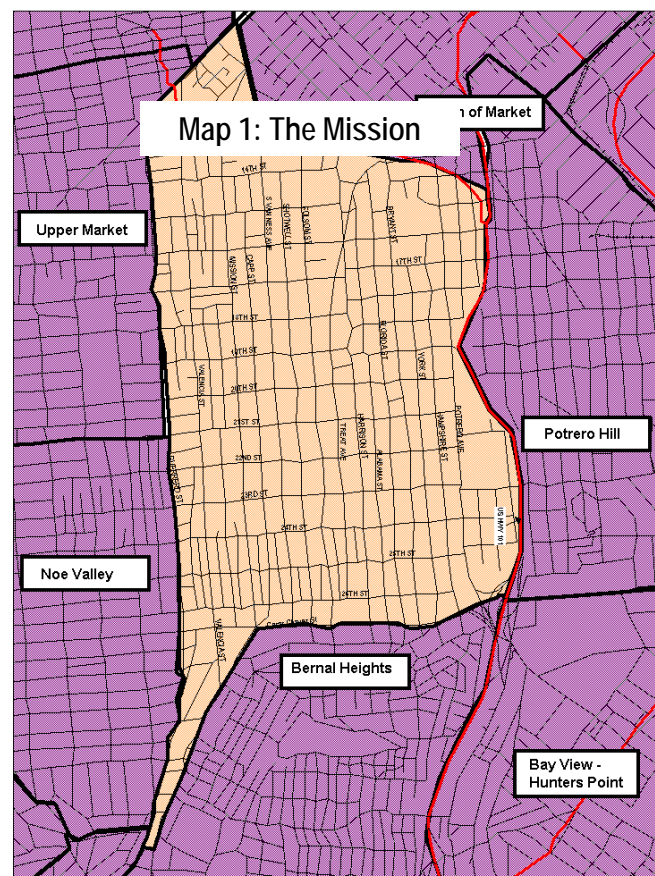 Map 1: The Mission
of Market
14TH ST
S VAN NESS AVE
SHOTWELL ST
FOLSOM ST
BRYANT ST
Upper Market
17TH ST
MISSION ST
CAPP ST
18TH ST
FLORIDA ST
19TH ST
YORK ST
VALENCIA ST
20TH ST
21ST ST
TREAT AVE
HARRISON ST
ALABAMA ST
HAMPSHIRE ST
POTRERO AVE
Potrero Hill
22ND ST
GUERRERO ST
23RD ST
US HWY 101
24TH ST
25TH ST
Noe Valley
26TH ST
Cesar Chavez St
VALENCIA ST
Bernal Heights
Bay View -
Hunters Point